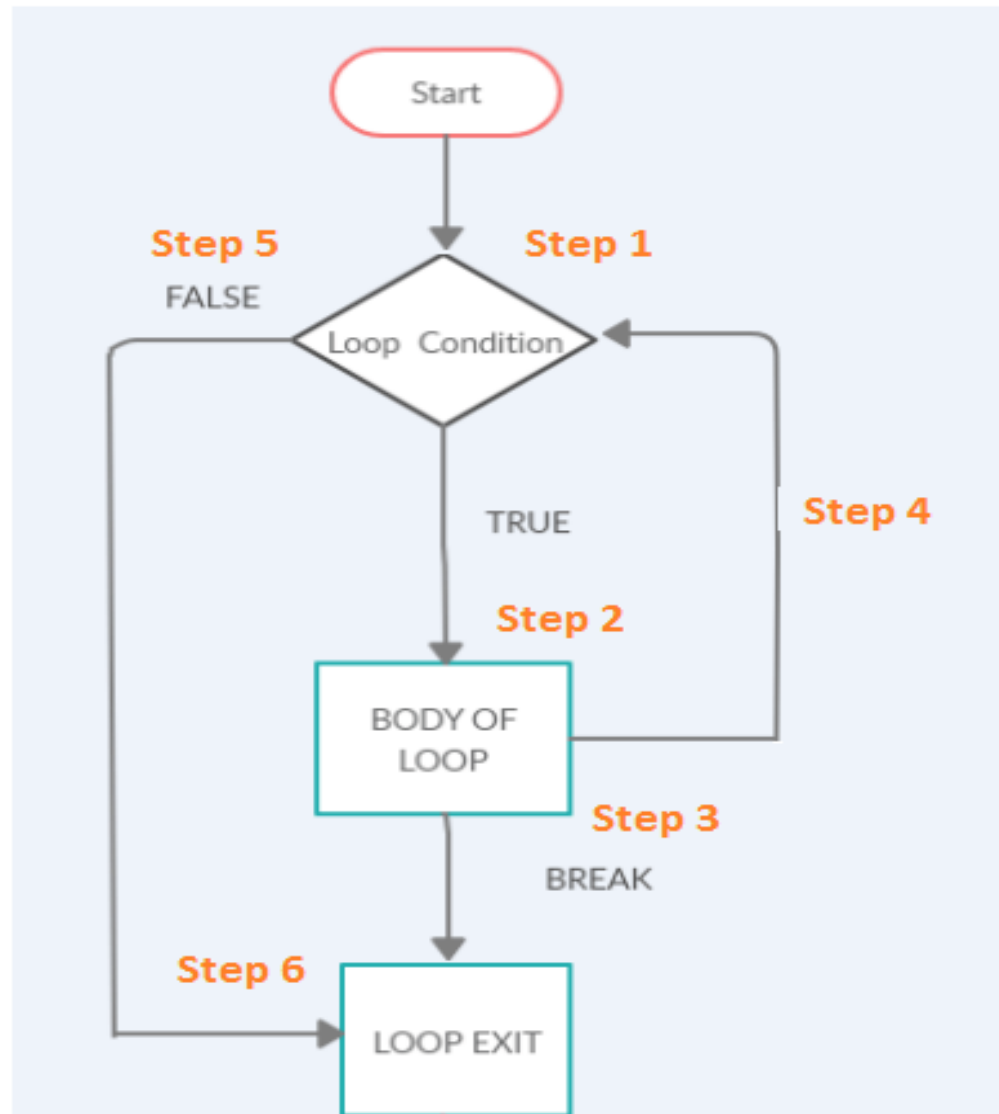 Start
Step 5
Step 1
FALSE
Loop Condition
TRUE
Step 4
Step 2
BODY OF
LOOP
Step 3
BREAK
Step 6
LOOP EXIT